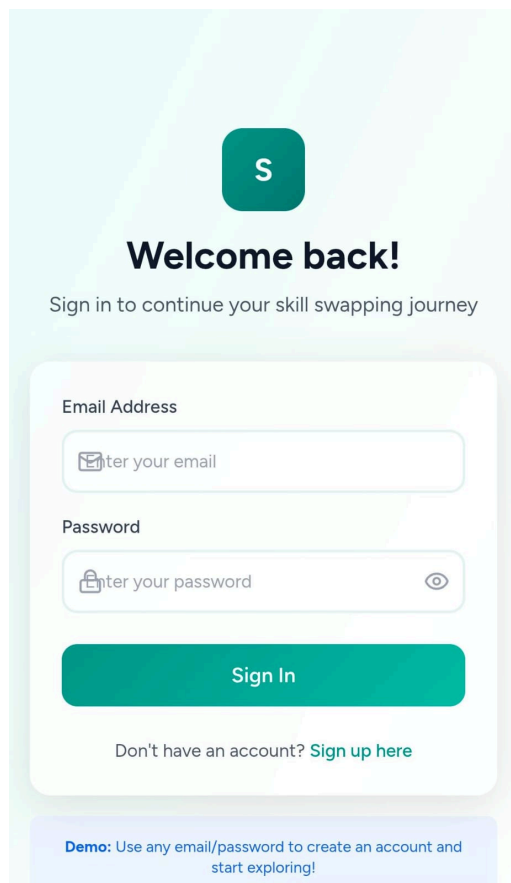 S
Welcome back!
Sign in to continue your skill swapping journey
Email Address
Enter your email
Password
Enter your password
Sign In
Don't have an account? Sign up here
Demo: Use any email/password to create an account and
start exploring!